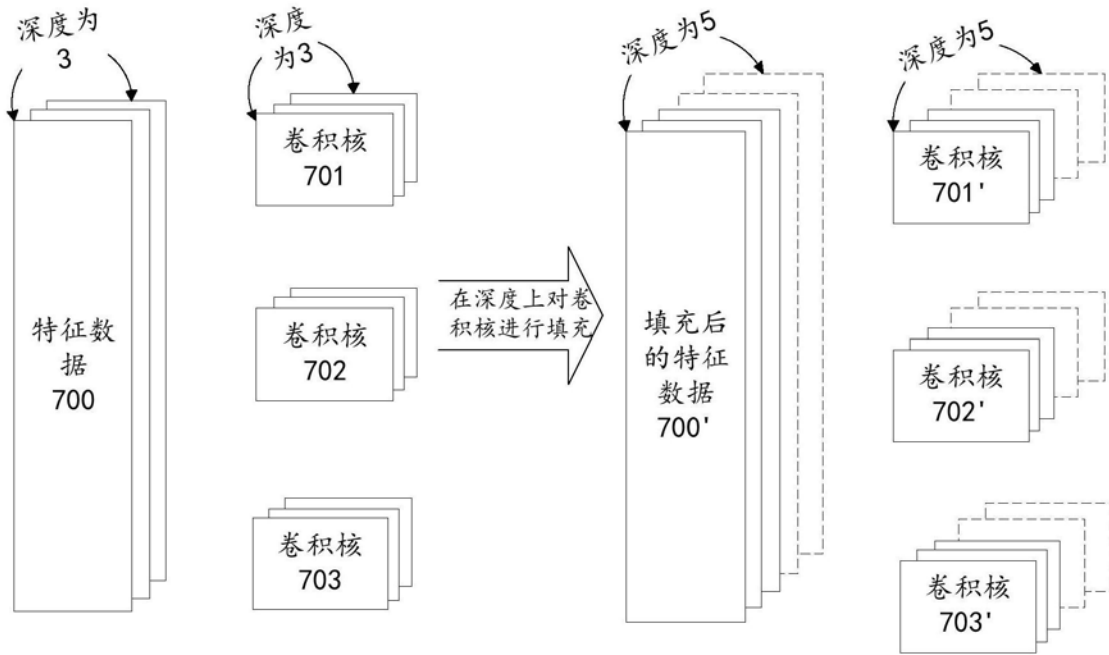 深度为
3
深度
为3
特征数
据
700
卷积核
701
卷积核
702
卷积核
703
在深度上对卷
积核进行填充
深度为5
深度为5
填充后
的特征
数据
700'
卷积核
701'
卷积核
702'
卷积核
703'